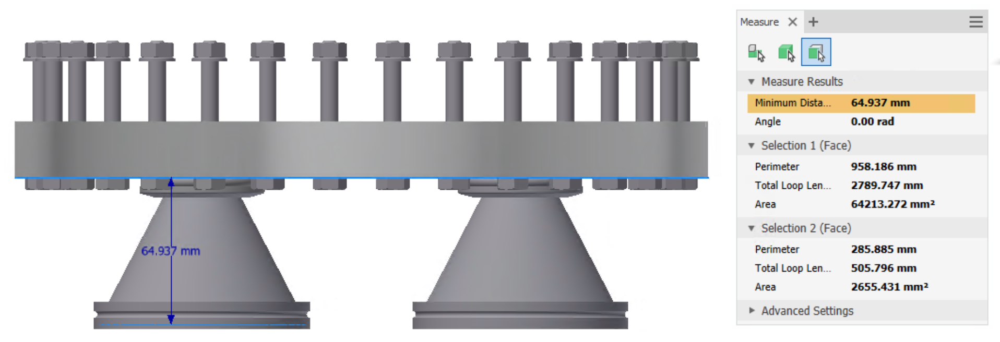 64.937 mm
Measure
Measure Results
Minimum Dista... 64.937 mm
Angle 0.00 rad
Selection 1 (Face)
Perimeter 958.186 mm
Total Loop Len... 2789.747 mm
Area 64213.272 mm²
Selection 2 (Face)
Perimeter 285.885 mm
Total Loop Len... 505.796 mm
Area 2655.431 mm²
Advanced Settings